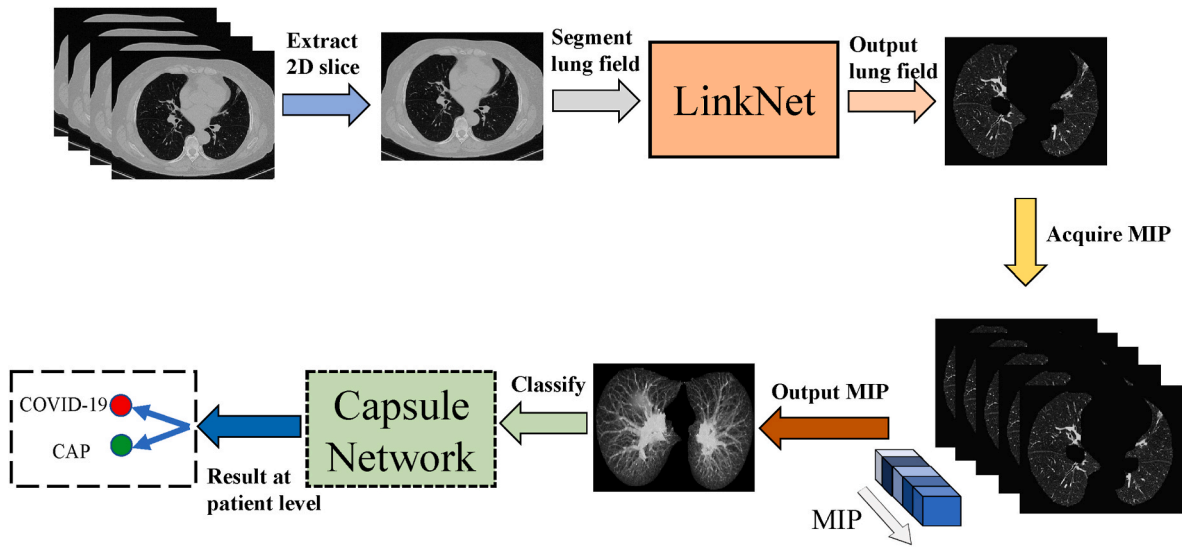 Extract
2D slice
Segment
lung field
LinkNet
Output
lung field
Acquire MIP
Output MIP
MIP
Classify
Capsule
Network
Result at
patient level
COVID-19
CAP